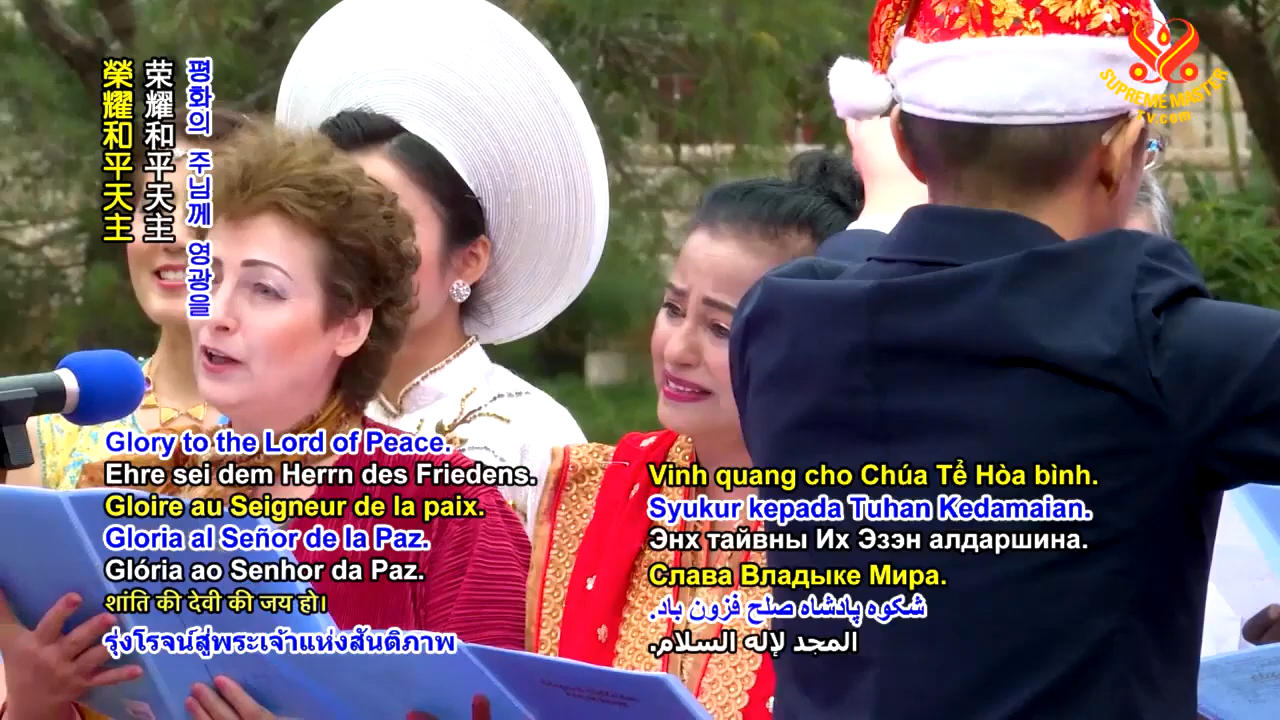 榮耀和平天主
荣耀和平天主
평화의 주님께 영광을
SUPREME MASTER
TV.com
Glory to the Lord of Peace.
Ehre sei dem Herrn des Friedens.
Gloire au Seigneur de la paix.
Gloria al Señor de la Paz.
Glória ao Senhor da Paz.
शांति की देवी की जय हो।
รุ่งโรจน์สู่พระเจ้าแห่งสันติภาพ
Vinh quang cho Chúa Tể Hòa bình.
Syukur kepada Tuhan Kedamaian.
Энх тайвны Их Эзэн алдаршина.
Слава Владыке Мира.
شکوه پادشاه صلح فزون باد.
المجد لإله السلام.